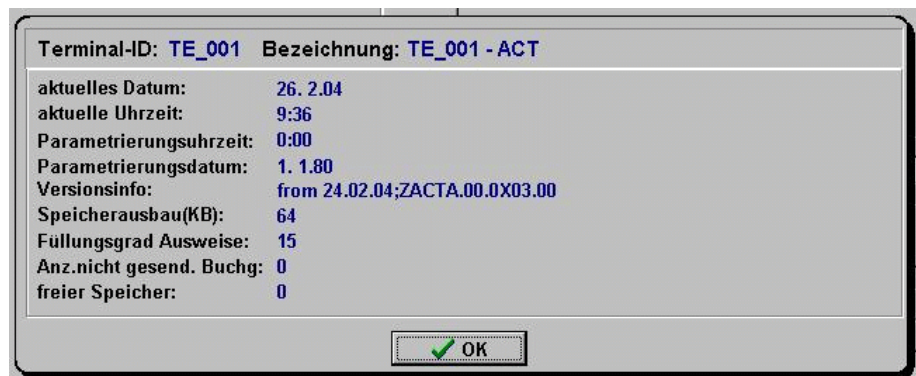 Terminal-ID: TE_001 Bezeichnung: TE_001 - ACT
aktuelles Datum: 26. 2.04
aktuelle Uhrzeit: 9:36
Parametrierungsuhrzeit: 0:00
Parametrierungsdatum: 1. 1.80
Versionsinfo: from 24.02.04;ZACTA.00.0X03.00
Speicherausbau(KB): 64
Füllungsgrad Ausweise: 15
Anz.nicht gesend. Buchg: 0
freier Speicher: 0
OK